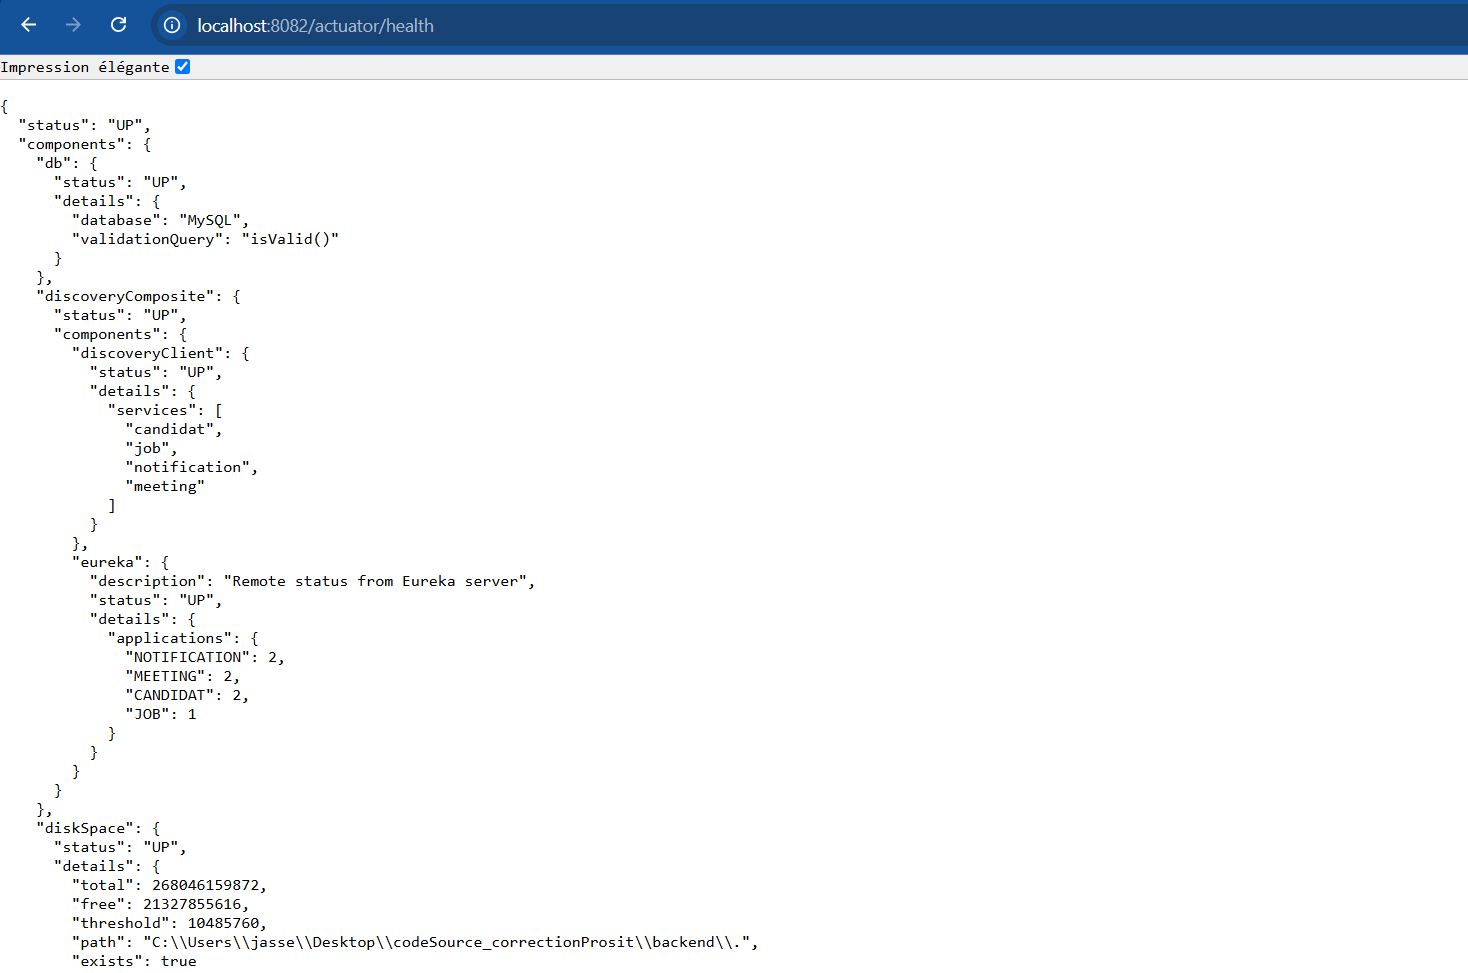 localhost:8082/actuator/health
Impression élégante
{
  "status": "UP",
  "components": {
    "db": {
      "status": "UP",
      "details": {
        "database": "MySQL",
        "validationQuery": "isValid()"
      }
    },
    "discoveryComposite": {
      "status": "UP",
      "components": {
        "discoveryClient": {
          "status": "UP",
          "details": {
            "services": [
              "candidat",
              "job",
              "notification",
              "meeting"
            ]
          }
        },
        "eureka": {
          "description": "Remote status from Eureka server",
          "status": "UP",
          "details": {
            "applications": {
              "NOTIFICATION": 2,
              "MEETING": 2,
              "CANDIDAT": 2,
              "JOB": 1
            }
          }
        }
      }
    },
    "diskSpace": {
      "status": "UP",
      "details": {
        "total": 268046159872,
        "free": 21327855616,
        "threshold": 10485760,
        "path": "C:\\Users\\jasse\\Desktop\\codeSource_correctionProsit\\backend\\.",
        "exists": true